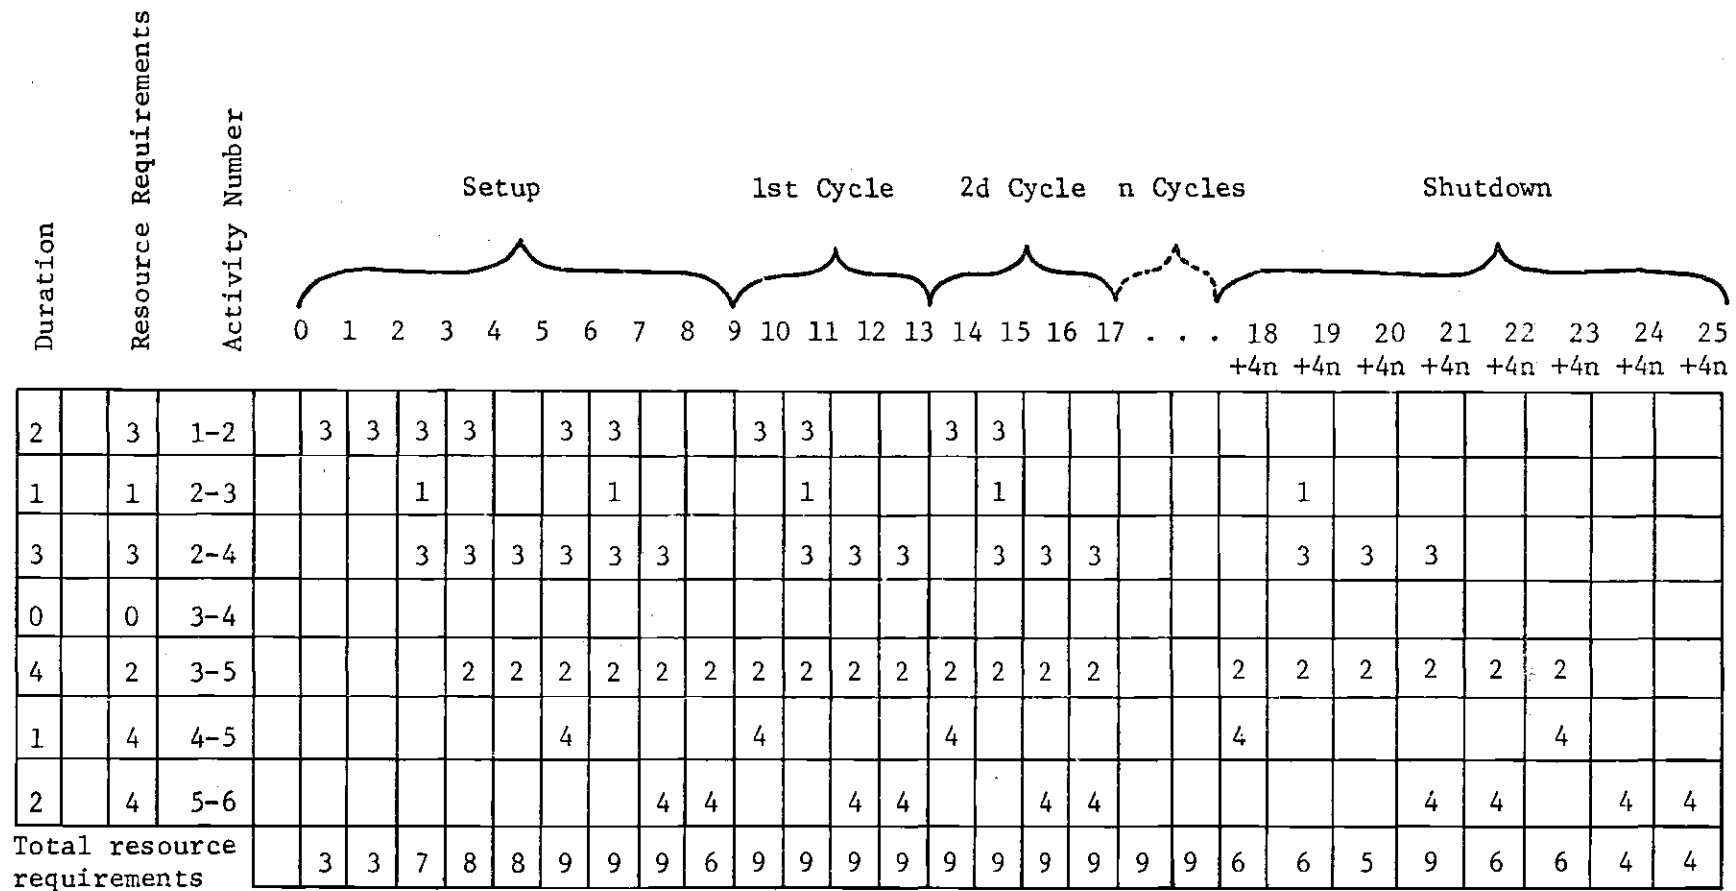 Duration
Resource Requirements
Activity Number
Setup 1st Cycle 2d Cycle n Cycles Shutdown
0 1 2 3 4 5 6 7 8 9 10 11 12 13 14 15 16 17 . . . 18 19 20 21 22 23 24 25
+4n +4n +4n +4n +4n +4n +4n +4n
2 3 1-2 3 3 3 3 3 3 3 3 3 3
1 1 2-3 1 1 1 1 1
3 3 2-4 3 3 3 3 3 3 3 3 3 3 3 3 3 3 3
0 0 3-4
4 2 3-5 2 2 2 2 2 2 2 2 2 2 2 2 2 2 2 2 2 2 2 2
1 4 4-5 4 4 4 4 4
2 4 5-6 4 4 4 4 4 4 4 4 4 4
Total resource
requirements 3 3 7 8 8 9 9 9 6 9 9 9 9 9 9 9 9 9 9 6 6 5 9 6 6 4 4